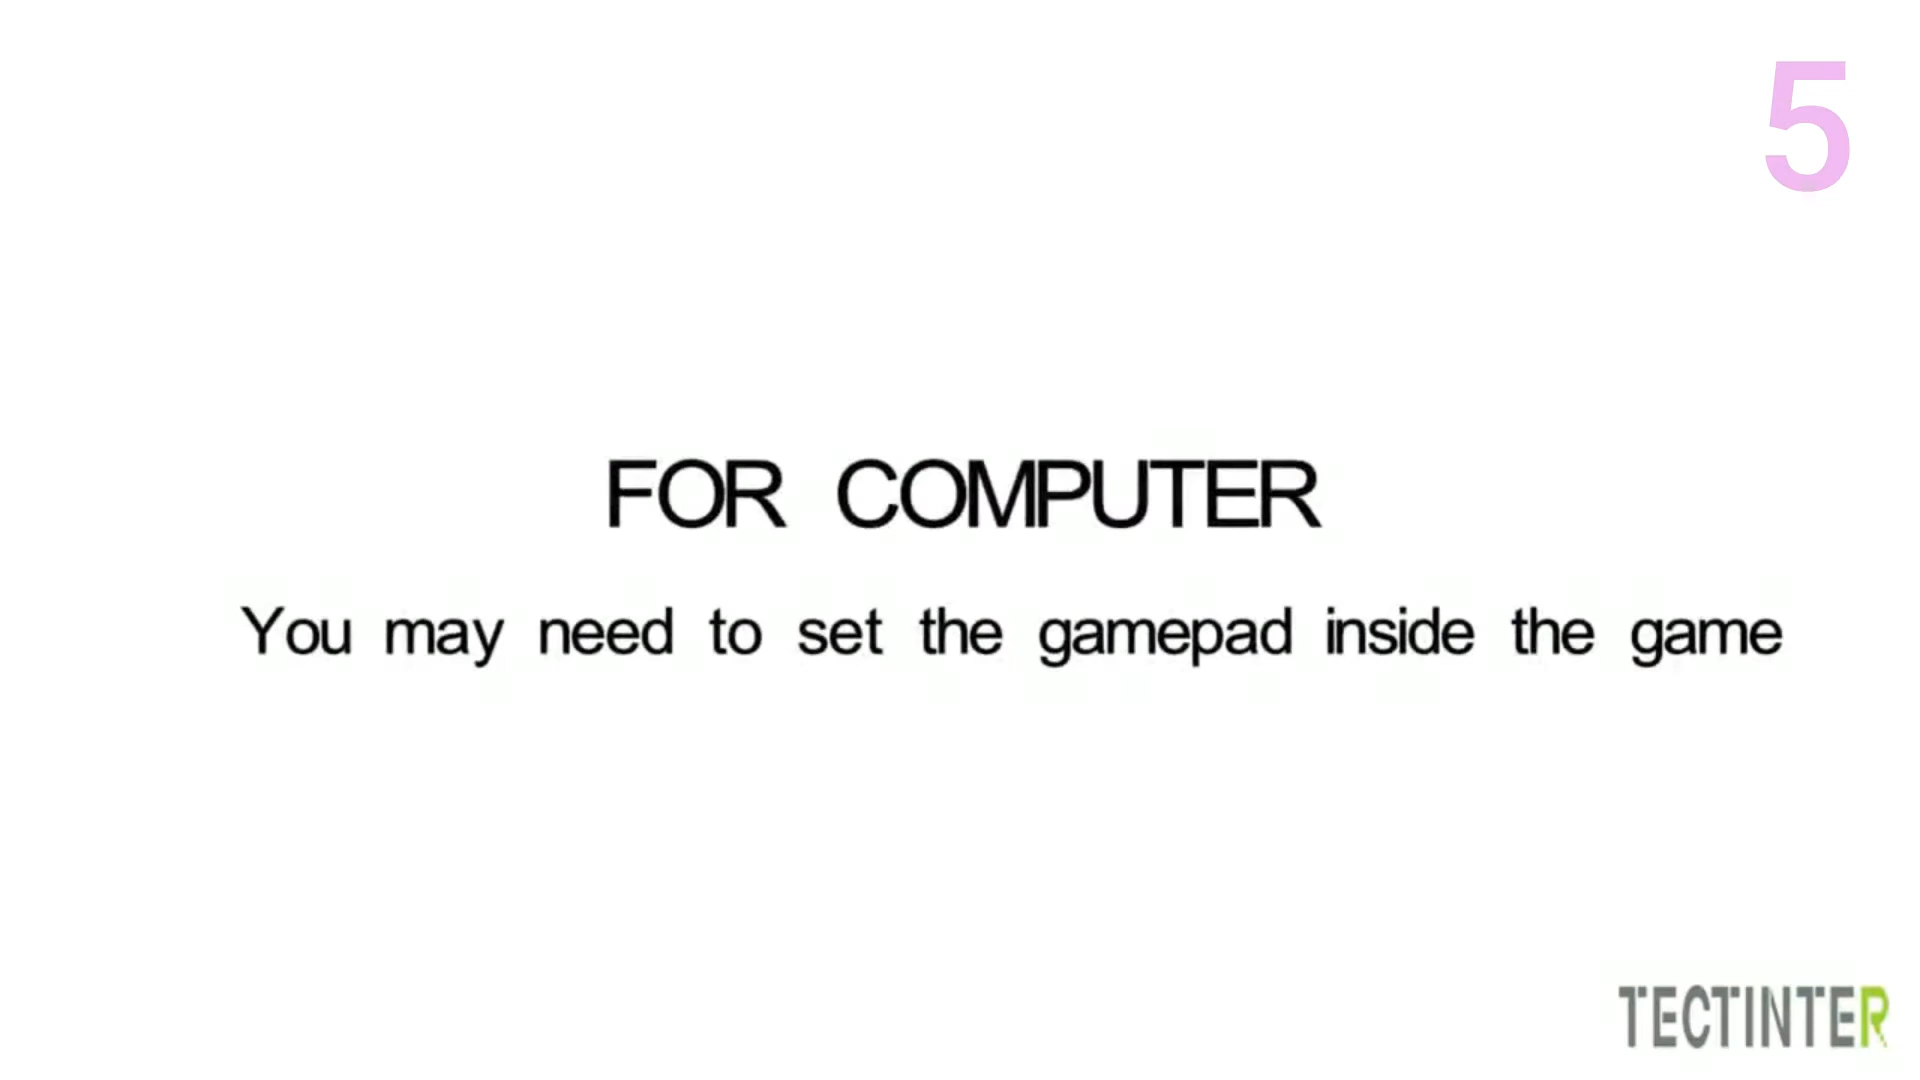 5
FOR COMPUTER
You may need to set the gamepad inside the game
TECTINTER